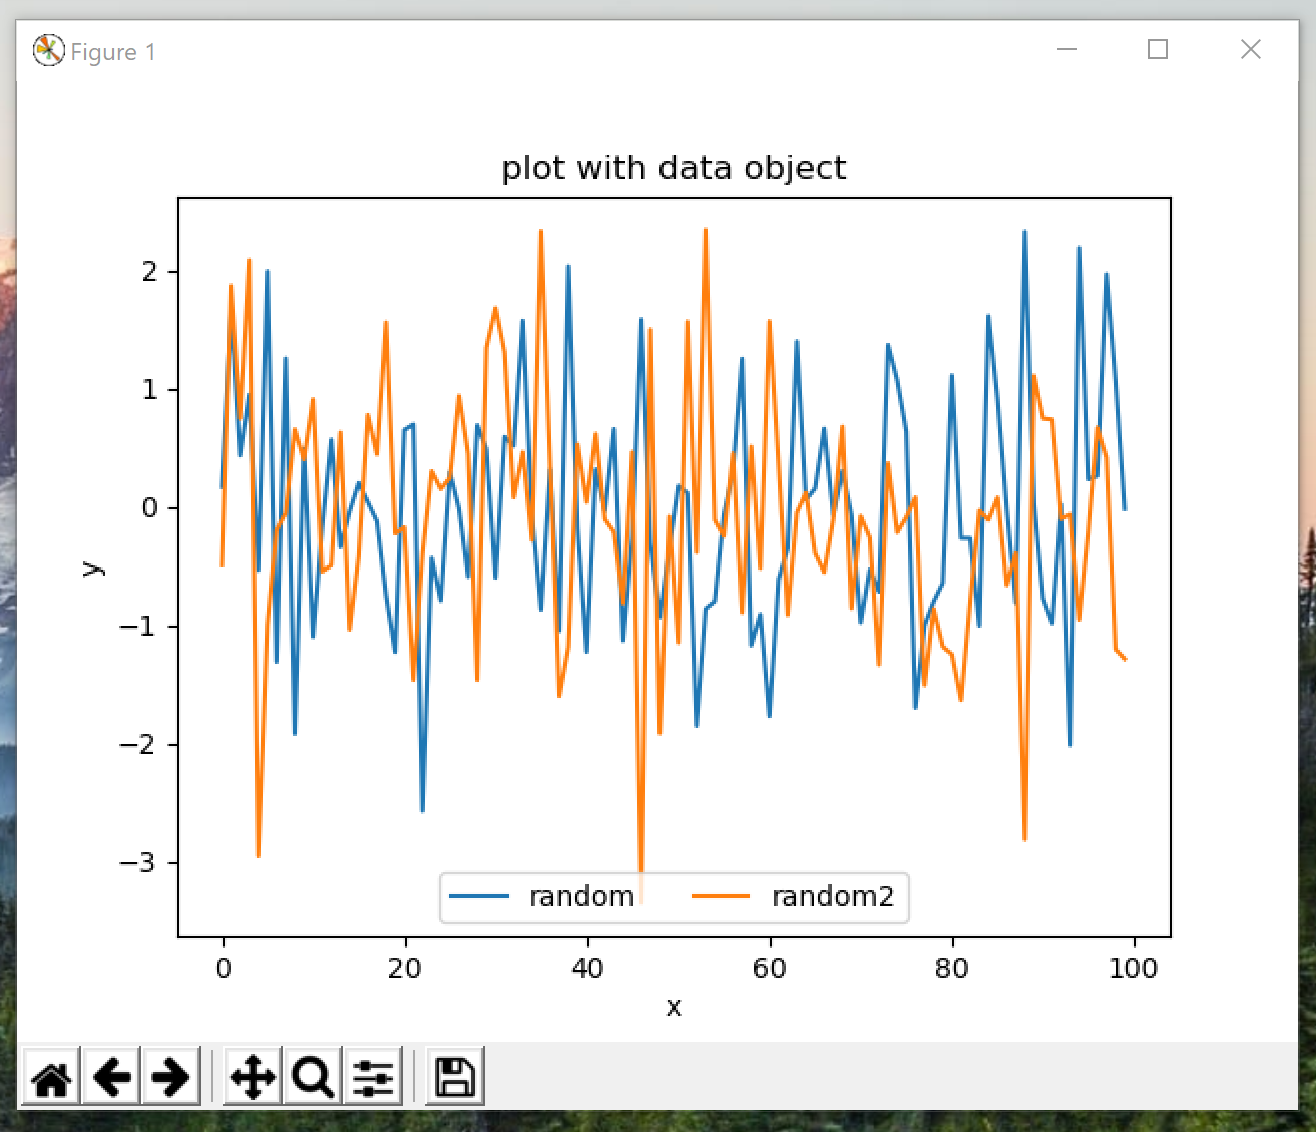 Figure 1
plot with data object
2
1
0
−1
−2
−3
y
random random2
0 20 40 60 80 100
x